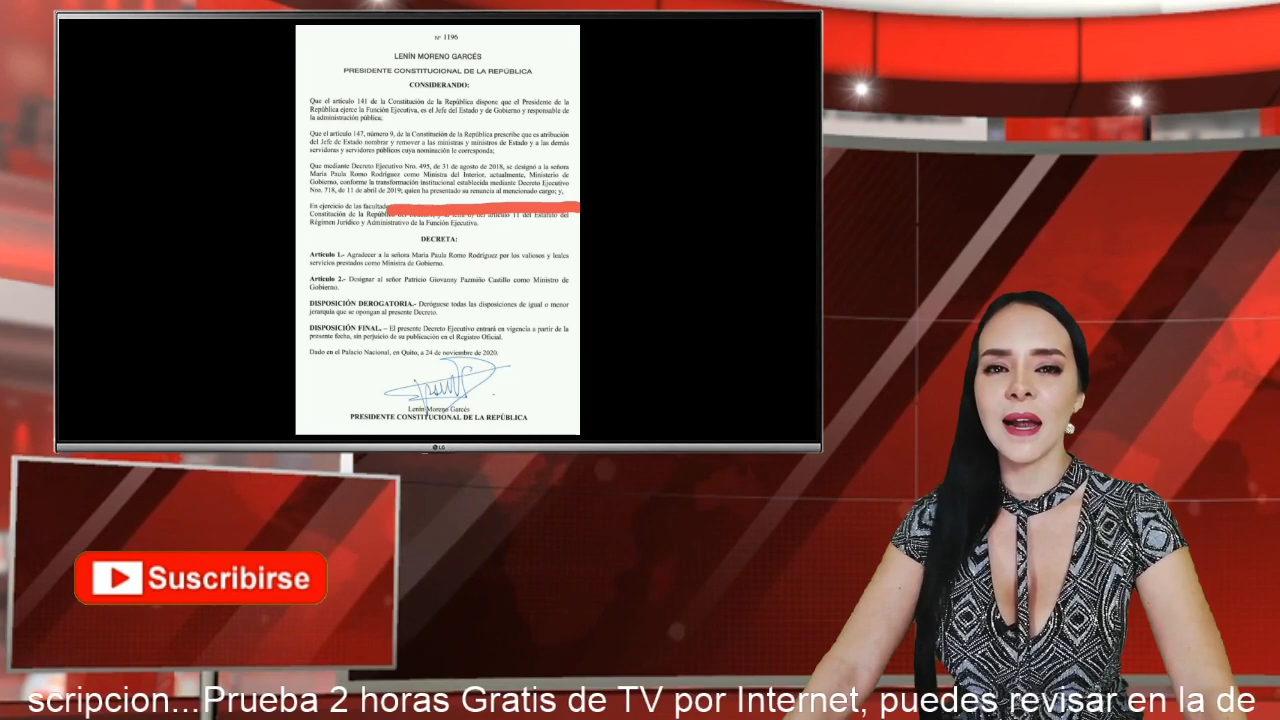 Nº 1196
LENÍN MORENO GARCÉS
PRESIDENTE CONSTITUCIONAL DE LA REPÚBLICA
CONSIDERANDO:
Que el artículo 141 de la Constitución de la República dispone que el Presidente de la
República ejerce la Función Ejecutiva, es el Jefe del Estado y de Gobierno y responsable de
la administración pública;
Que el artículo 147, número 9, de la Constitución de la República prescribe que es atribución
del Jefe de Estado nombrar y remover a las ministras y ministros de Estado y a las demás
servidoras y servidores públicos cuya nominación le corresponda;
Que mediante Decreto Ejecutivo Nro. 495, de 31 de agosto de 2018, se designó a la señora
María Paula Romo Rodríguez como Ministra del Interior, actualmente, Ministerio de
Gobierno, conforme la transformación institucional establecida mediante Decreto Ejecutivo
Nro. 718, de 11 de abril de 2019; quien ha presentado su renuncia al mencionado cargo; y,
En ejercicio de las
Constitución de la del artículo 11 del Estatuto del
Régimen Jurídico y Administrativo de la Función Ejecutiva.
DECRETA:
Artículo 1.- Agradecer a la señora María Paula Romo Rodríguez por los valiosos y leales
servicios prestados como Ministra de Gobierno.
Artículo 2.- Designar al señor Patricio Giovanny Pazmiño Castillo como Ministro de
Gobierno.
DISPOSICIÓN DEROGATORIA.- Deróguese todas las disposiciones de igual o menor
jerarquía que se opongan al presente Decreto.
DISPOSICIÓN FINAL. – El presente Decreto Ejecutivo entrará en vigencia a partir de la
presente fecha, sin perjuicio de su publicación en el Registro Oficial.
Dado en el Palacio Nacional, en Quito, a 24 de noviembre de 2020.
Lenín Moreno Garcés
PRESIDENTE CONSTITUCIONAL DE LA REPÚBLICA
LG
Suscribirse
scripcion...Prueba 2 horas Gratis de TV por Internet, puedes revisar en la de